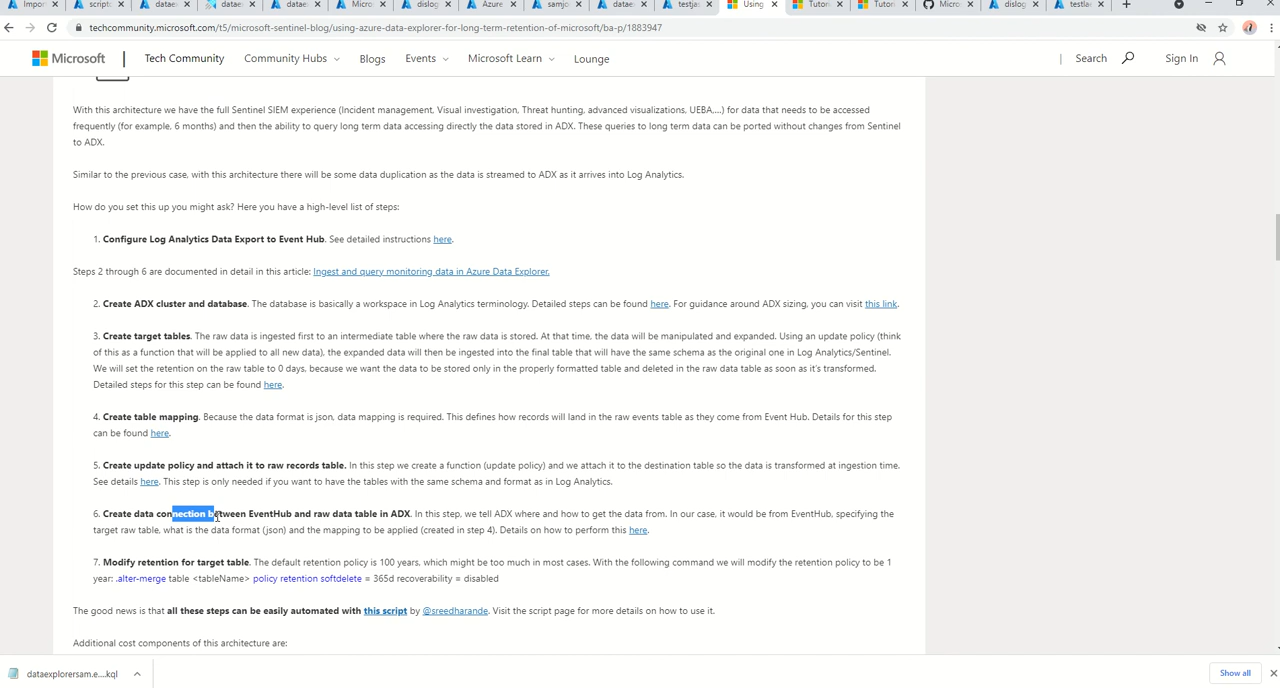 Impor
scripts
datae
datae
datae
Micro
dislog
Azure
samjo
datae
testjas
Using
Tutori
Tutori
Micro
dislog
testla
techcommunity.microsoft.com/t5/microsoft-sentinel-blog/using-azure-data-explorer-for-long-term-retention-of-microsoft/ba-p/1883947
Microsoft | Tech Community Community Hubs Blogs Events Microsoft Learn Lounge | Search Sign In
With this architecture we have the full Sentinel SIEM experience (Incident management, Visual investigation, Threat hunting, advanced visualizations, UEBA,...) for data that needs to be accessed
frequently (for example, 6 months) and then the ability to query long term data accessing directly the data stored in ADX. These queries to long term data can be ported without changes from Sentinel
to ADX.
Similar to the previous case, with this architecture there will be some data duplication as the data is streamed to ADX as it arrives into Log Analytics.
How do you set this up you might ask? Here you have a high-level list of steps:
1. Configure Log Analytics Data Export to Event Hub. See detailed instructions here.
Steps 2 through 6 are documented in detail in this article: Ingest and query monitoring data in Azure Data Explorer.
2. Create ADX cluster and database. The database is basically a workspace in Log Analytics terminology. Detailed steps can be found here. For guidance around ADX sizing, you can visit this link.
3. Create target tables. The raw data is ingested first to an intermediate table where the raw data is stored. At that time, the data will be manipulated and expanded. Using an update policy (think
of this as a function that will be applied to all new data), the expanded data will then be ingested into the final table that will have the same schema as the original one in Log Analytics/Sentinel.
We will set the retention on the raw table to 0 days, because we want the data to be stored only in the properly formatted table and deleted in the raw data table as soon as it's transformed.
Detailed steps for this step can be found here.
4. Create table mapping. Because the data format is json, data mapping is required. This defines how records will land in the raw events table as they come from Event Hub. Details for this step
can be found here.
5. Create update policy and attach it to raw records table. In this step we create a function (update policy) and we attach it to the destination table so the data is transformed at ingestion time.
See details here. This step is only needed if you want to have the tables with the same schema and format as in Log Analytics.
6. Create data connection between EventHub and raw data table in ADX. In this step, we tell ADX where and how to get the data from. In our case, it would be from EventHub, specifying the
target raw table, what is the data format (json) and the mapping to be applied (created in step 4). Details on how to perform this here.
7. Modify retention for target table. The default retention policy is 100 years, which might be too much in most cases. With the following command we will modify the retention policy to be 1
year: .alter-merge table <tableName> policy retention softdelete = 365d recoverability = disabled
The good news is that all these steps can be easily automated with this script by @sreedharande. Visit the script page for more details on how to use it.
Additional cost components of this architecture are:
dataexplorersam.e....kql
Show all